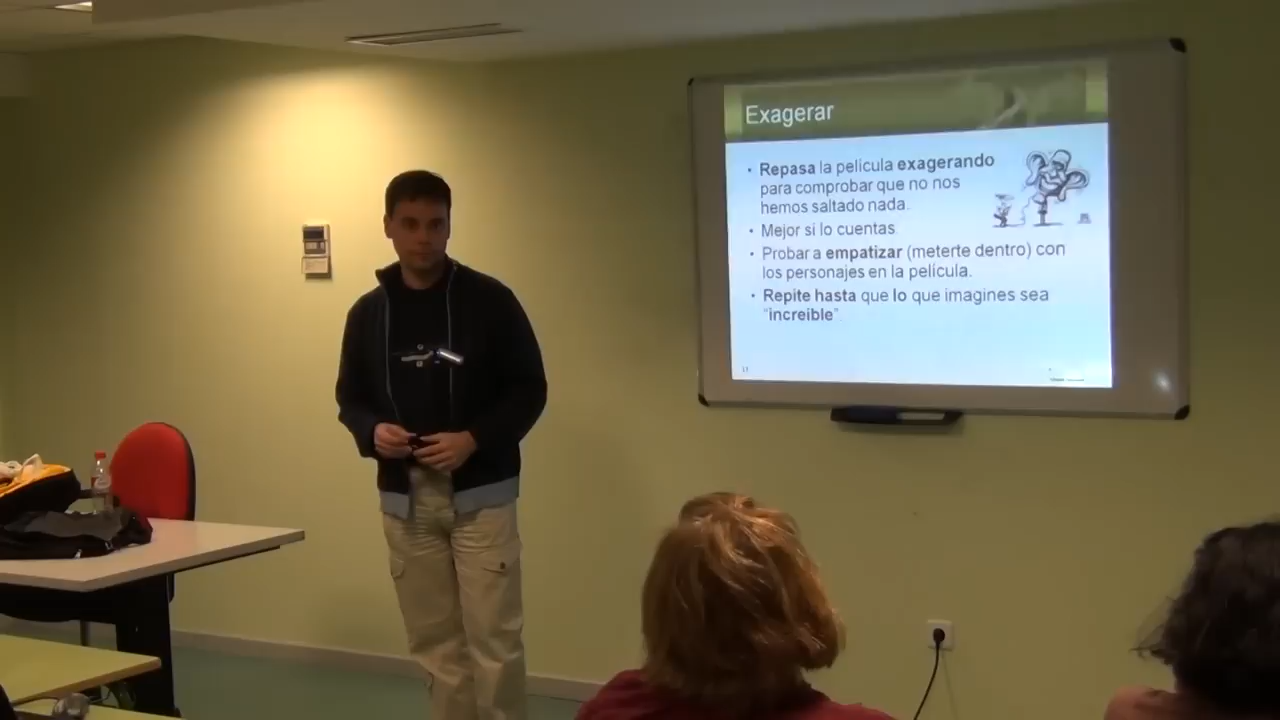 Exagerar
• Repasa la película exagerando
para comprobar que no nos
hemos saltado nada.
• Mejor si lo cuentas.
• Probar a empatizar (meterte dentro) con
los personajes en la película.
• Repite hasta que lo que imagines sea
"increíble".